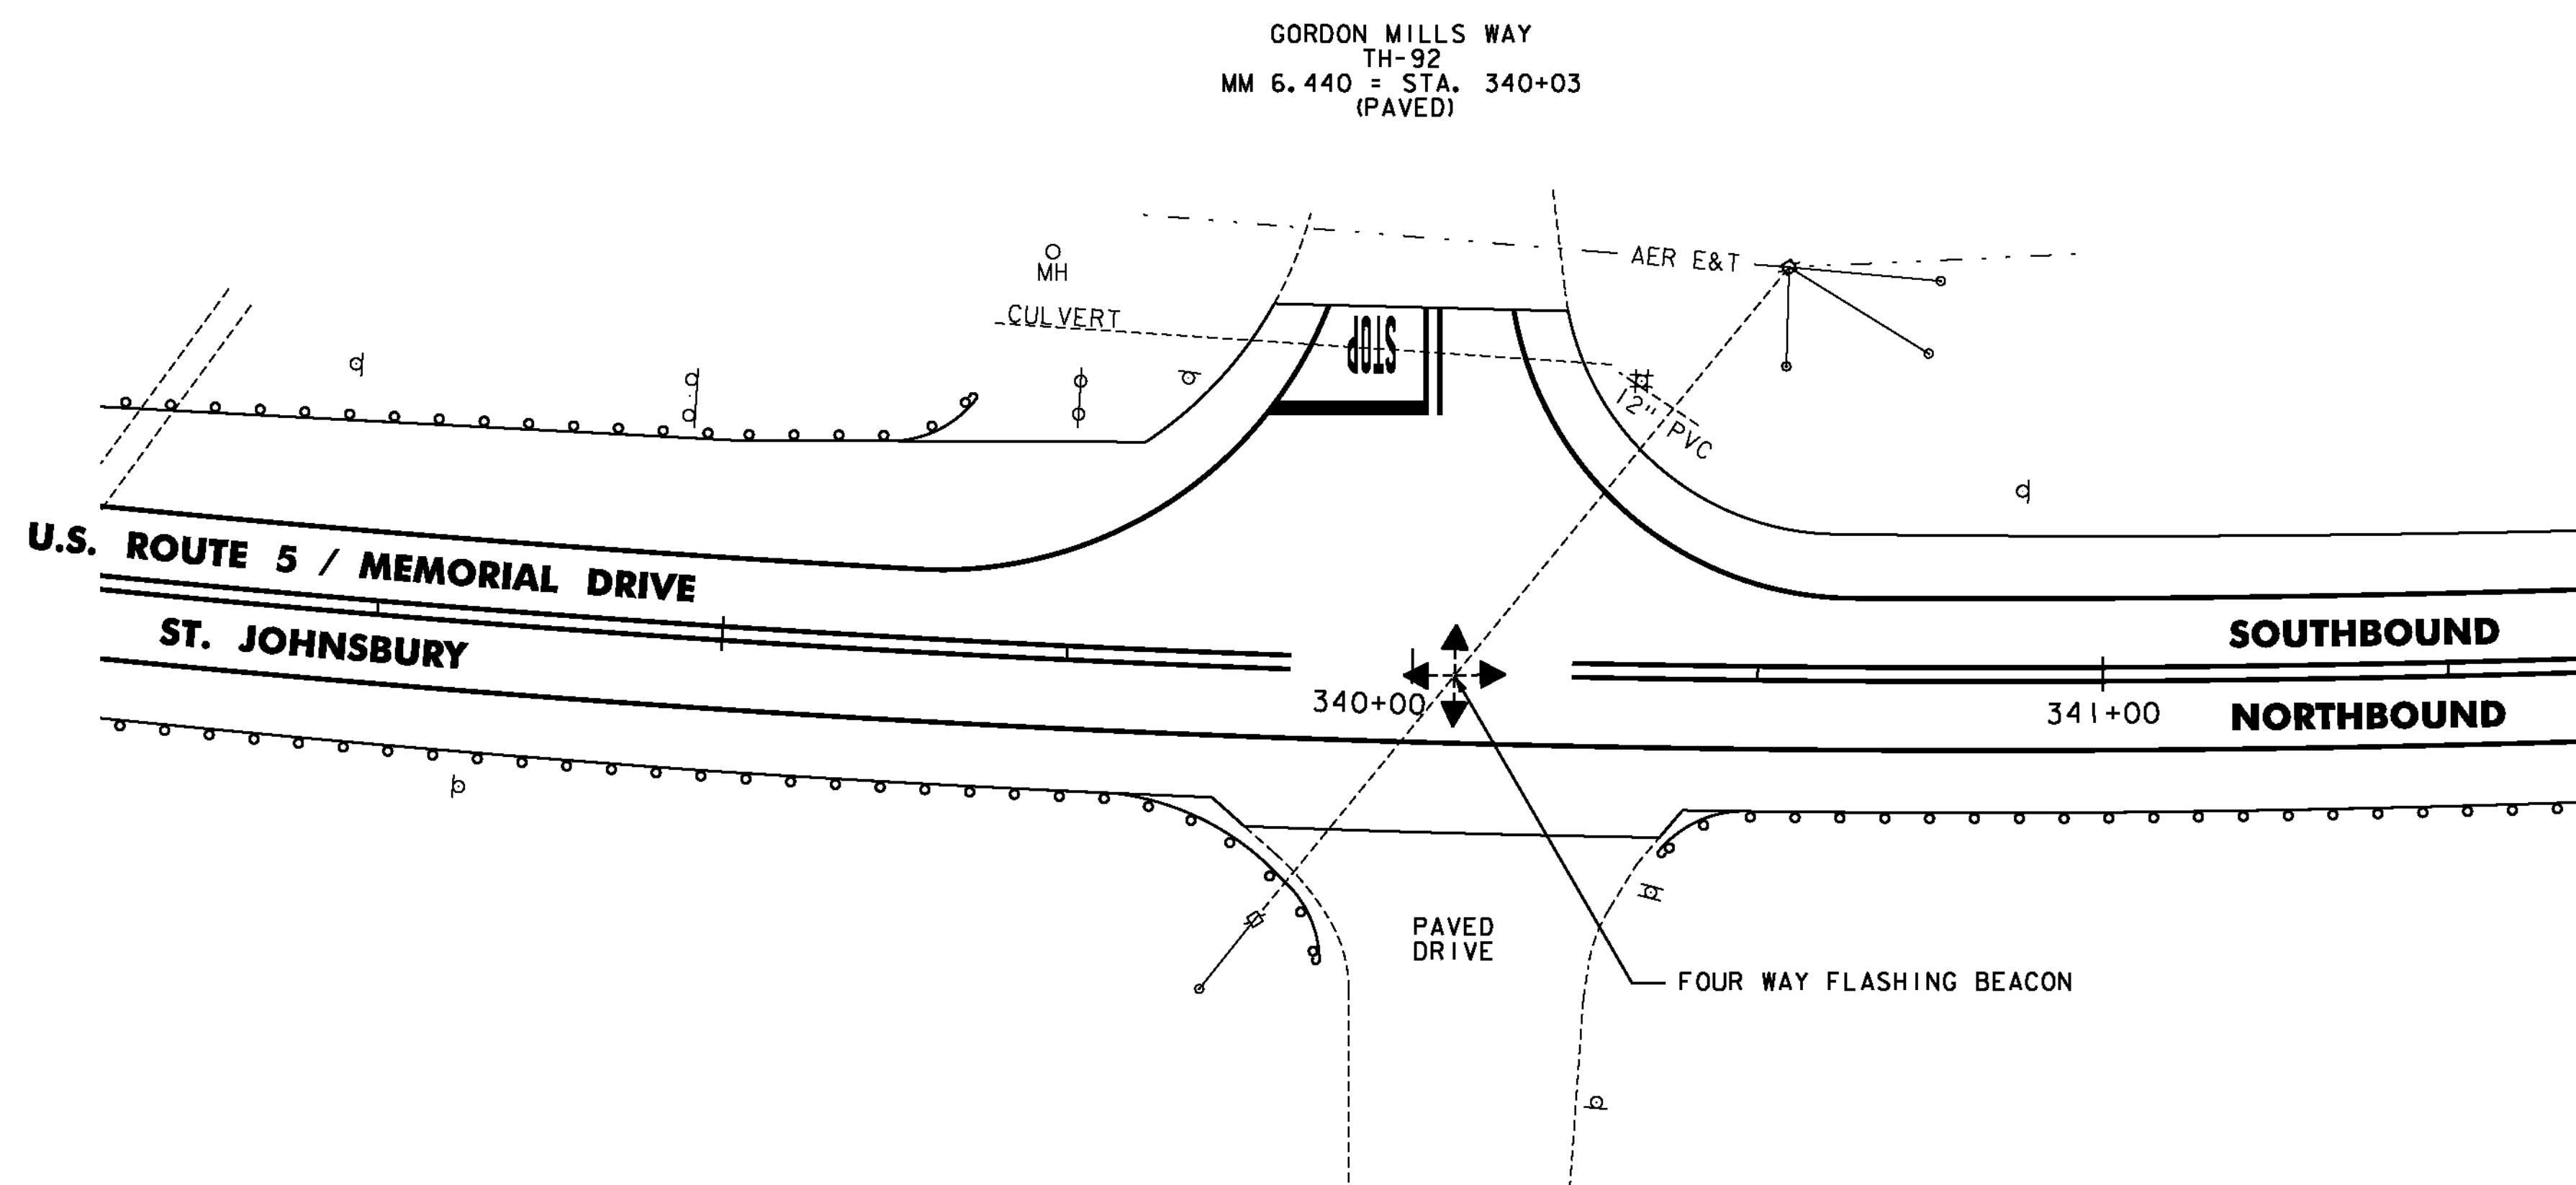 GORDON MILLS WAY
TH-92
MM 6.440 = STA. 340+03
(PAVED)
AER E&T
MH
CULVERT
STOP
12" PVC
U.S. ROUTE 5 / MEMORIAL DRIVE
ST. JOHNSBURY
SOUTHBOUND
340+00
341+00
NORTHBOUND
PAVED
DRIVE
FOUR WAY FLASHING BEACON